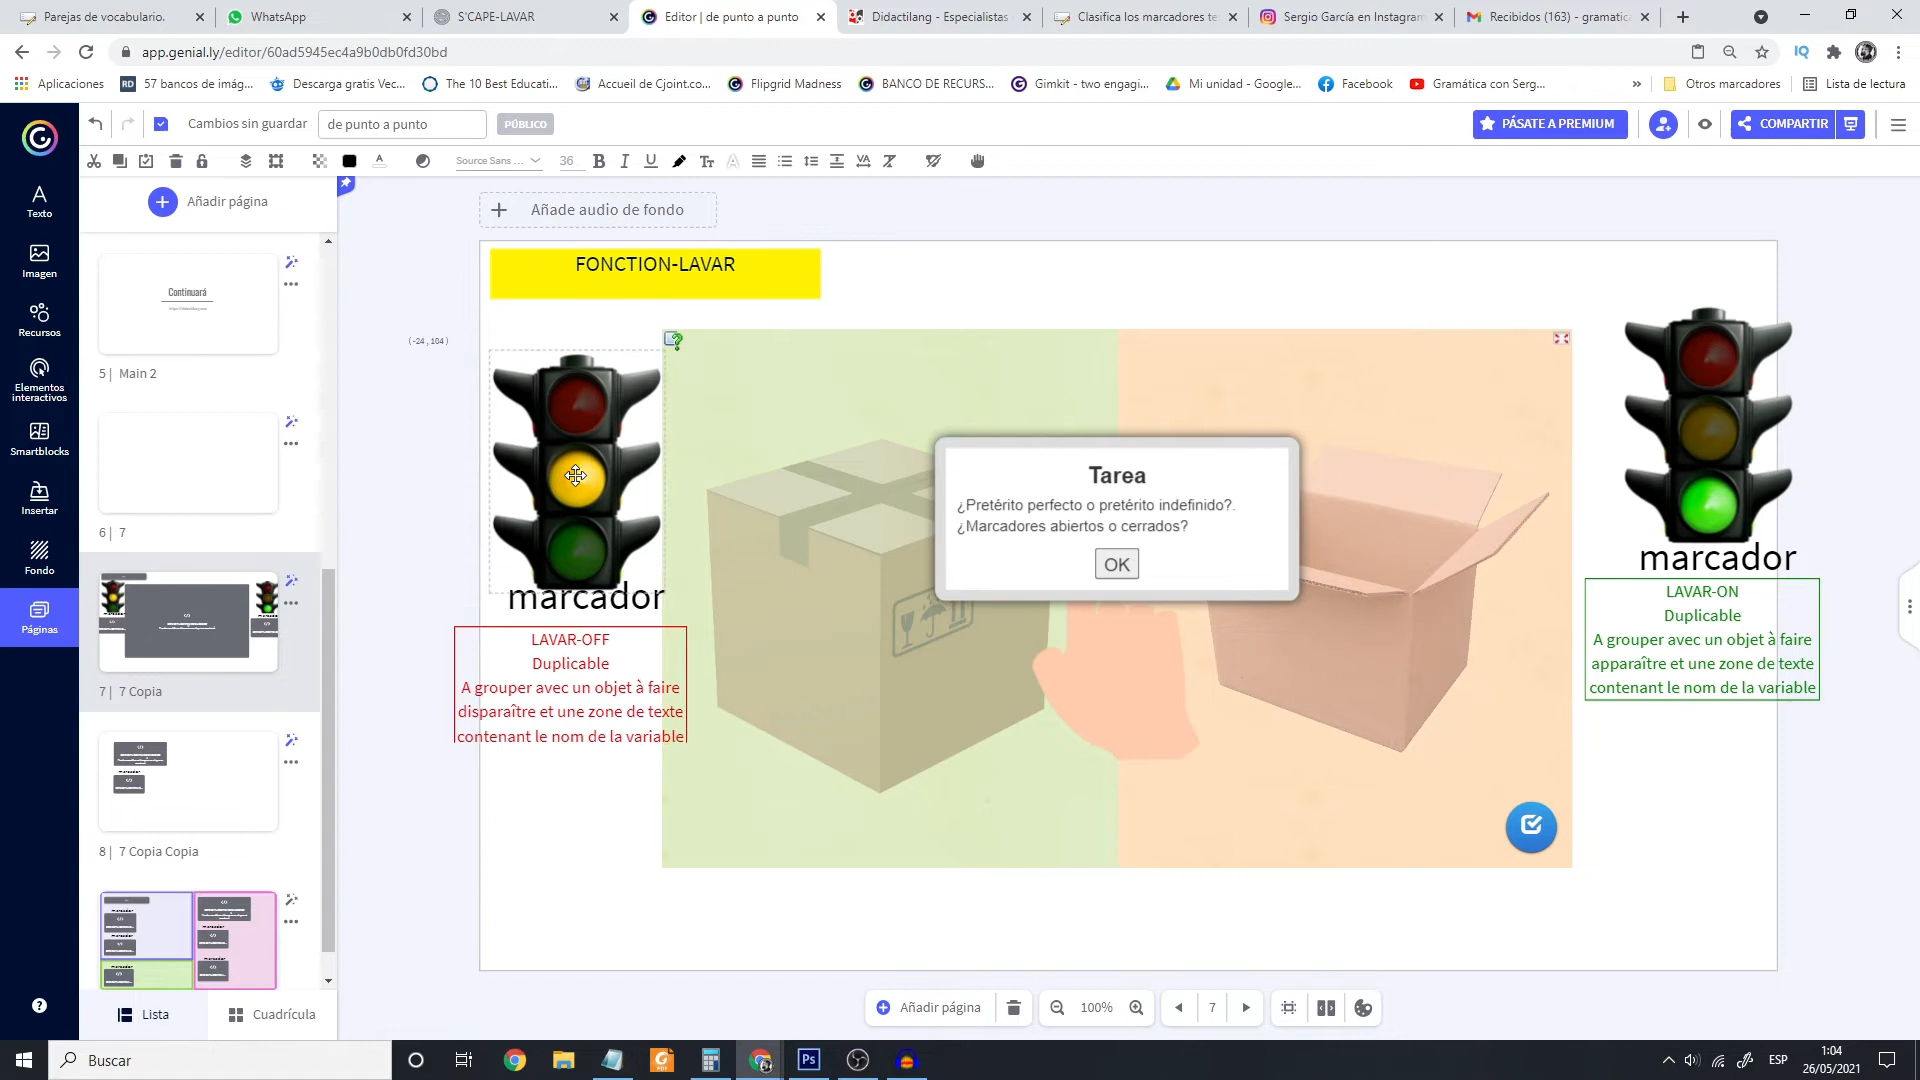 Parejas de vocabulario.
WhatsApp
S'CAPE-LAVAR
Editor | de punto a punto
Didactilang - Especialistas
Clasifica los marcadores te
Sergio García en Instagram
Recibidos (163) - gramatica
app.genial.ly/editor/60ad5945ec4a9b0db0fd30bd
Aplicaciones
57 bancos de imág...
Descarga gratis Vec...
The 10 Best Educati...
Accueil de Cjoint.co...
Flipgrid Madness
BANCO DE RECURS...
Gimkit - two engagi...
Mi unidad - Google...
Facebook
Gramática con Serg...
Otros marcadores
Lista de lectura
Cambios sin guardar
de punto a punto
PÚBLICO
PÁSATE A PREMIUM
COMPARTIR
Source Sans ...
36
Texto
Imagen
Recursos
Elementos
interactivos
Smartblocks
Insertar
Fondo
Páginas
Añadir página
Continuará
5 | Main 2
6 | 7
7 | 7 Copia
8 | 7 Copia Copia
Lista
Cuadrícula
Añade audio de fondo
FONCTION-LAVAR
(-24 , 104)
Tarea
¿Pretérito perfecto o pretérito indefinido?.
¿Marcadores abiertos o cerrados?
OK
marcador
LAVAR-OFF
Duplicable
A grouper avec un objet à faire
disparaître et une zone de texte
contenant le nom de la variable
marcador
LAVAR-ON
Duplicable
A grouper avec un objet à faire
apparaître et une zone de texte
contenant le nom de la variable
Añadir página
100%
7
Buscar
ESP
1:04
26/05/2021